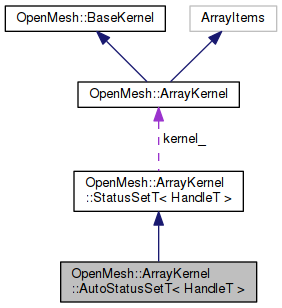 OpenMesh::BaseKernel
ArrayItems
OpenMesh::ArrayKernel
kernel_
OpenMesh::ArrayKernel
::StatusSetT< HandleT >
OpenMesh::ArrayKernel
::AutoStatusSetT< HandleT >